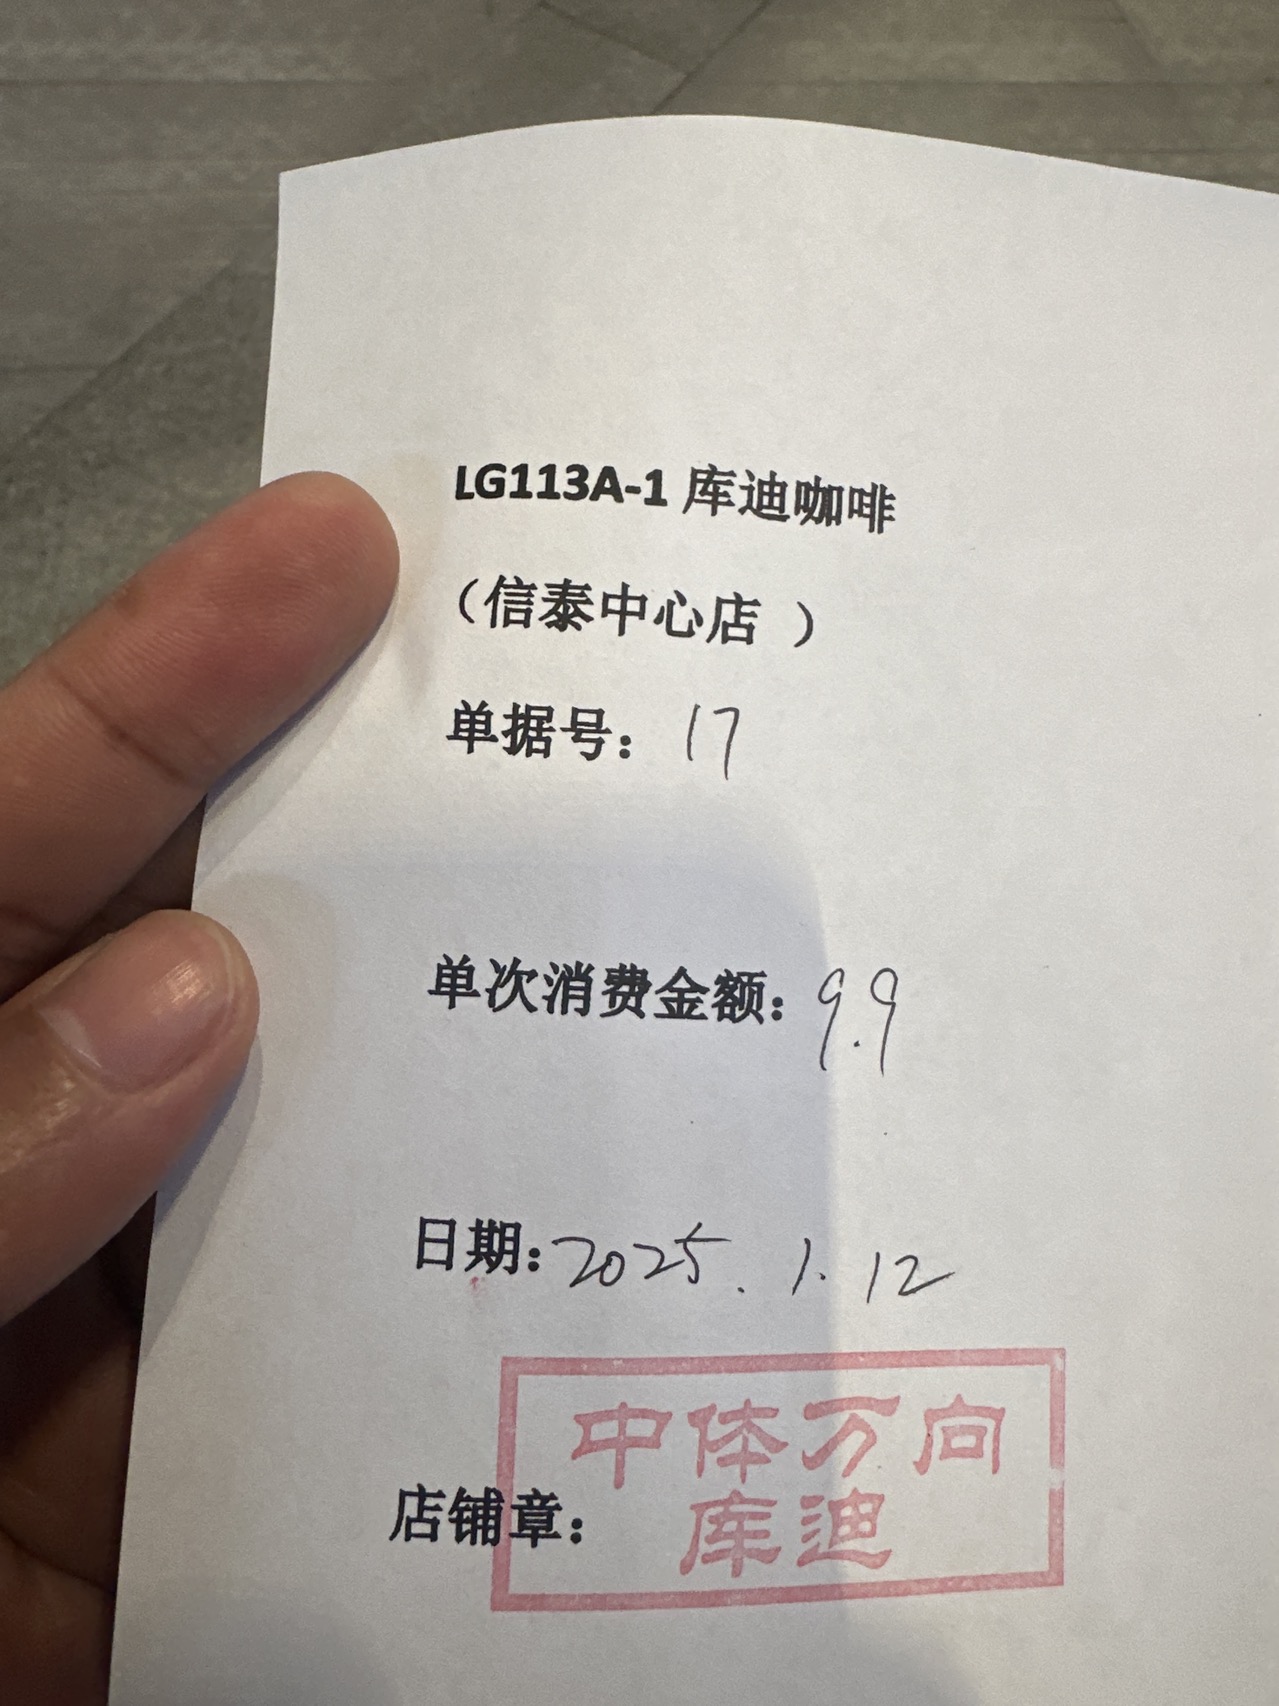 LG113A-1 库迪咖啡
（信泰中心店 ）
单据号：17
单次消费金额：9.9
日期：2025.1.12
店铺章：
中体万向
库迪